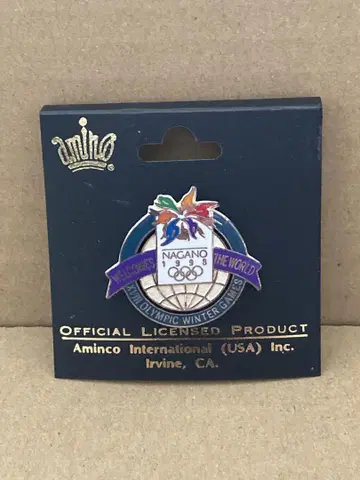 aminco
NAGANO
1998
WELCOMES THE WORLD
XVIII OLYMPIC WINTER GAMES
OFFICIAL LICENSED PRODUCT
Aminco International (USA) Inc.
Irvine, CA.